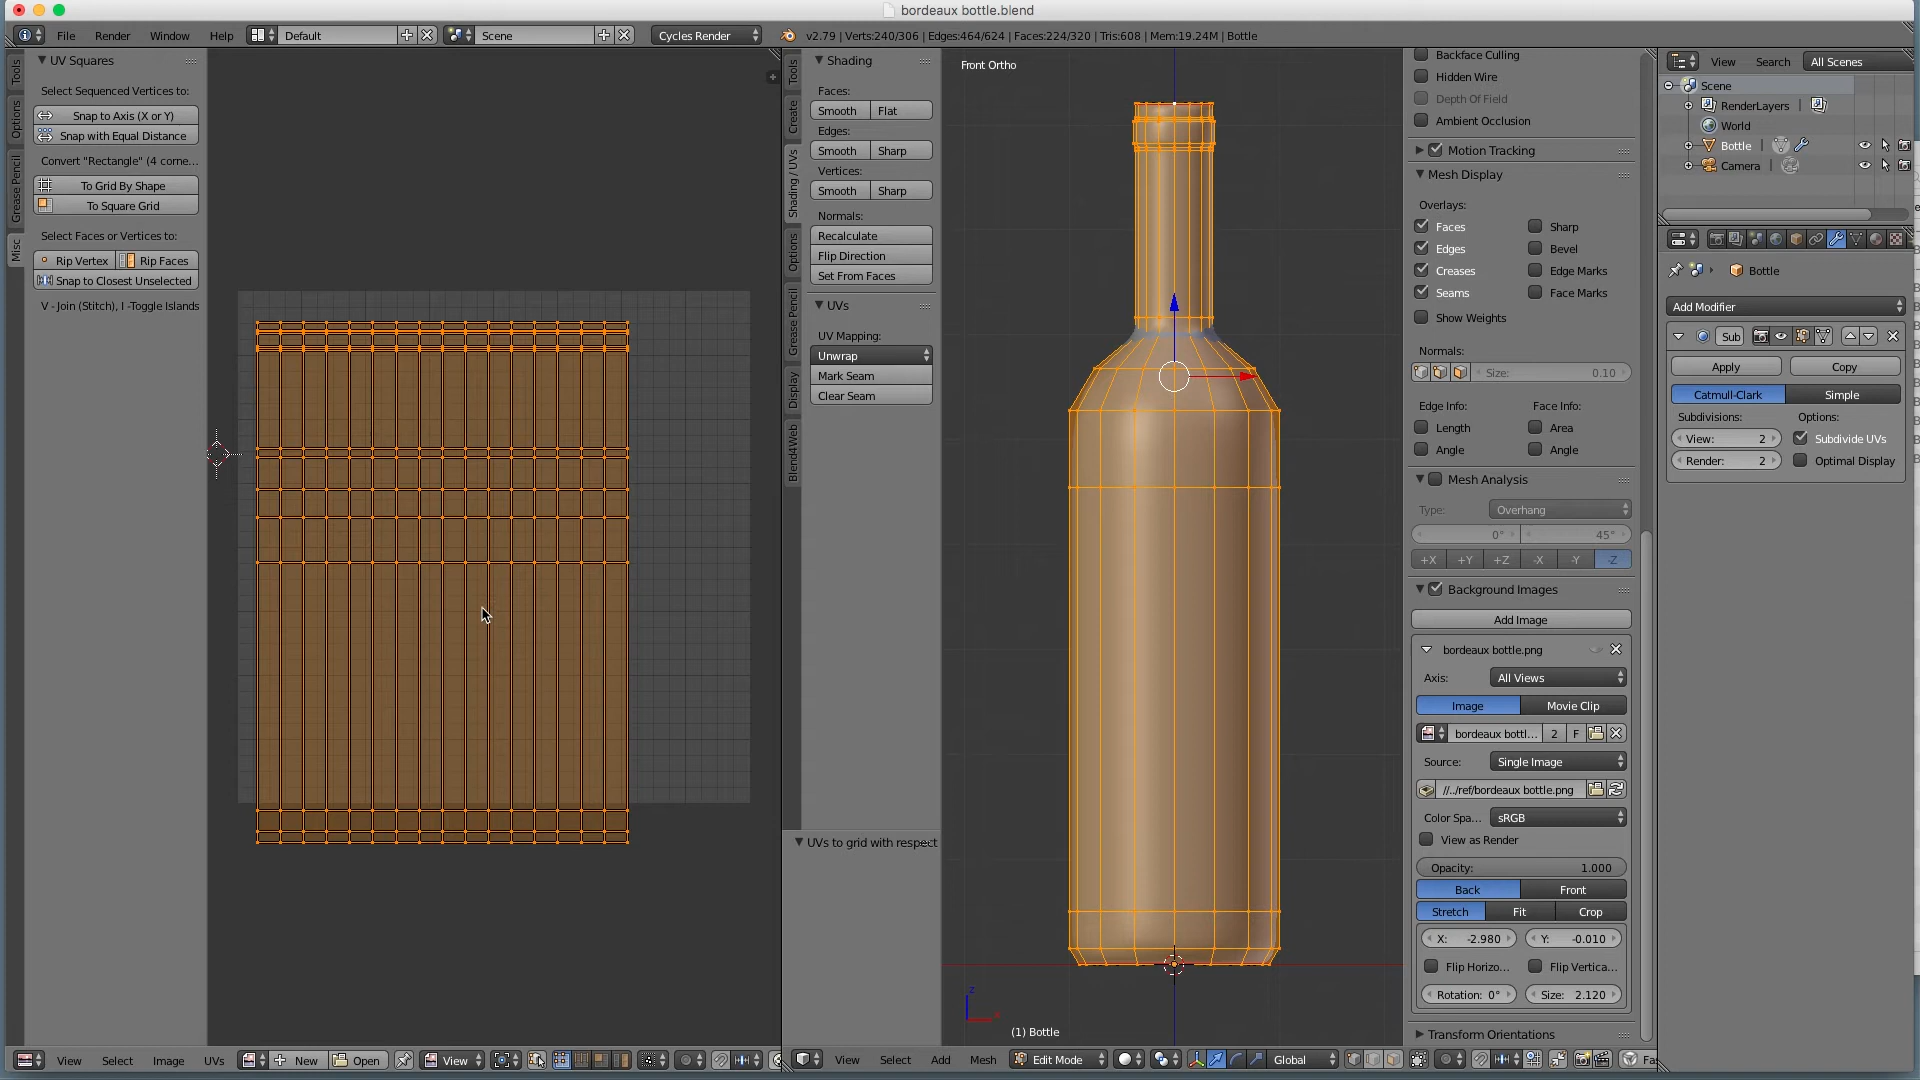 bordeaux bottle.blend
File Render Window Help Default Scene Cycles Render v2.79 | Verts:240/306 | Edges:464/624 | Faces:224/320 | Tris:608 | Mem:19.24M | Bottle
Tools
Options
Grease Pencil
Misc
UV Squares
Select Sequenced Vertices to:
Snap to Axis (X or Y)
Snap with Equal Distance
Convert "Rectangle" (4 corne...
To Grid By Shape
To Square Grid
Select Faces or Vertices to:
Rip Vertex Rip Faces
Snap to Closest Unselected
V - Join (Stitch), I -Toggle Islands
View Select Image UVs New Open View
Tools
Create
Shading / UVs
Options
Grease Pencil
Display
Blend4Web
Shading
Faces:
Smooth Flat
Edges:
Smooth Sharp
Vertices:
Smooth Sharp
Normals:
Recalculate
Flip Direction
Set From Faces
UVs
UV Mapping:
Unwrap
Mark Seam
Clear Seam
UVs to grid with respect
Front Ortho
z
x
(1) Bottle
View Select Add Mesh Edit Mode Global
Backface Culling
Hidden Wire
Depth Of Field
Ambient Occlusion
Motion Tracking
Mesh Display
Overlays:
Faces Sharp
Edges Bevel
Creases Edge Marks
Seams Face Marks
Show Weights
Normals:
Size: 0.10
Edge Info: Face Info:
Length Area
Angle Angle
Mesh Analysis
Type: Overhang
0° 45°
+X +Y +Z -X -Y -Z
Background Images
Add Image
bordeaux bottle.png
Axis: All Views
Image Movie Clip
bordeaux bottl... 2 F
Source: Single Image
//../ref/bordeaux bottle.png
Color Spa... sRGB
View as Render
Opacity: 1.000
Back Front
Stretch Fit Crop
X: -2.980 Y: -0.010
Flip Horizo... Flip Vertica...
Rotation: 0° Size: 2.120
Transform Orientations
View Search All Scenes
Scene
RenderLayers
World
Bottle
Camera
Bottle
Add Modifier
Sub
Apply Copy
Catmull-Clark Simple
Subdivisions: Options:
View: 2 Subdivide UVs
Render: 2 Optimal Display